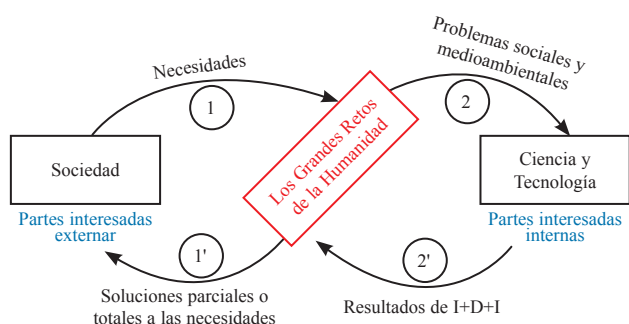 Necesidades
1
Problemas sociales y
medioambientales
2
Sociedad
Los Grandes Retos
de la Humanidad
Ciencia y
Tecnología
Partes interesadas
externar
Partes interesadas
internas
1'
2'
Soluciones parciales o
totales a las necesidades
Resultados de I+D+I